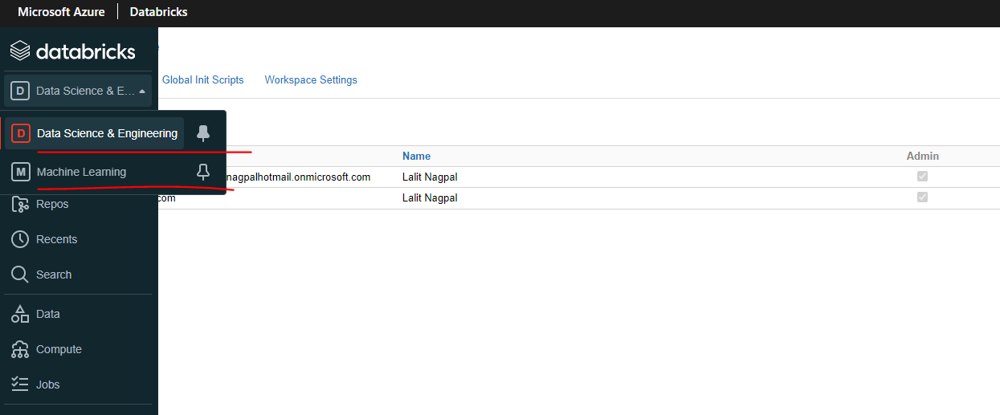 Microsoft Azure Databricks
databricks
Global Init Scripts Workspace Settings
D Data Science & E...
D Data Science & Engineering
M Machine Learning
Name Admin
nagpalhotmail.onmicrosoft.com Lalit Nagpal
com Lalit Nagpal
Repos
Recents
Search
Data
Compute
Jobs